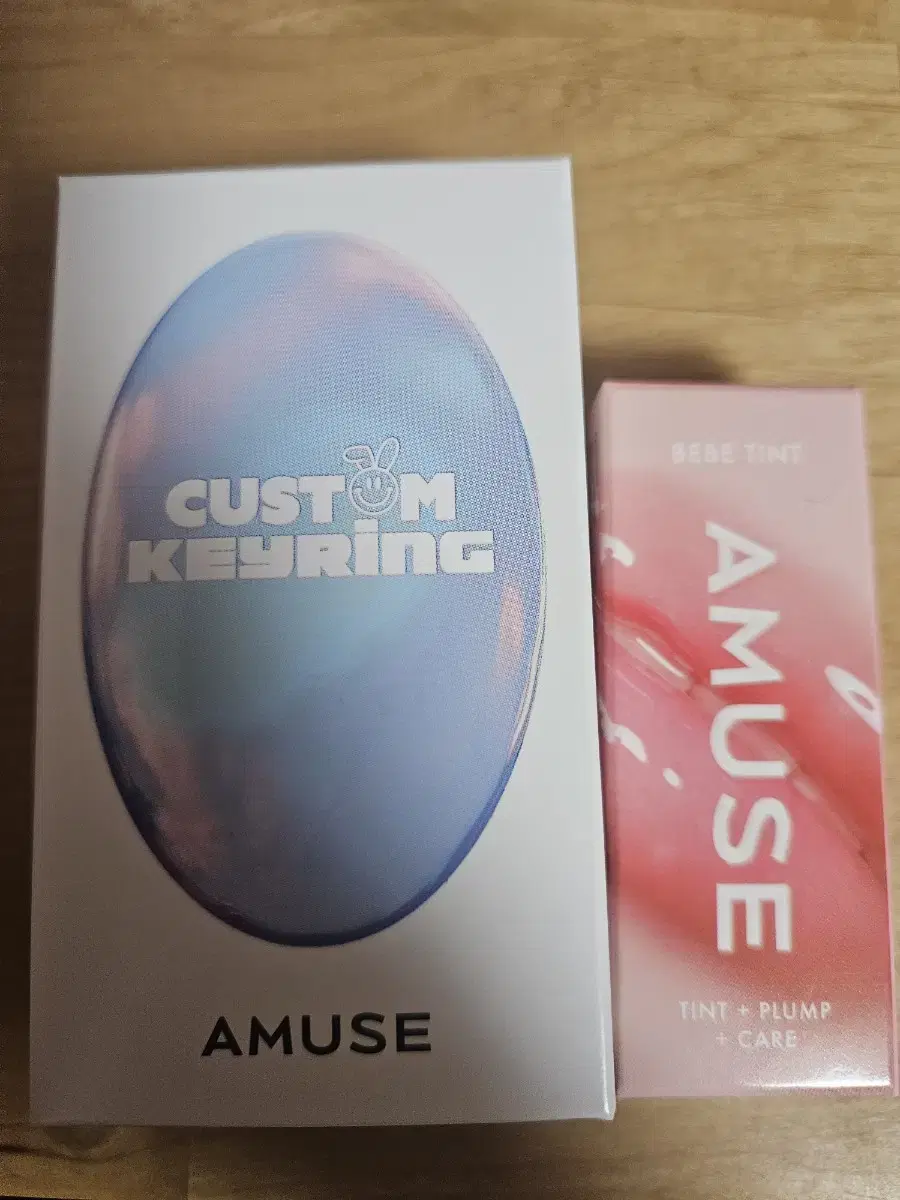 CUSTOM
KEYRING
AMUSE
BEBE TINT
AMUSE
TINT + PLUMP
+ CARE